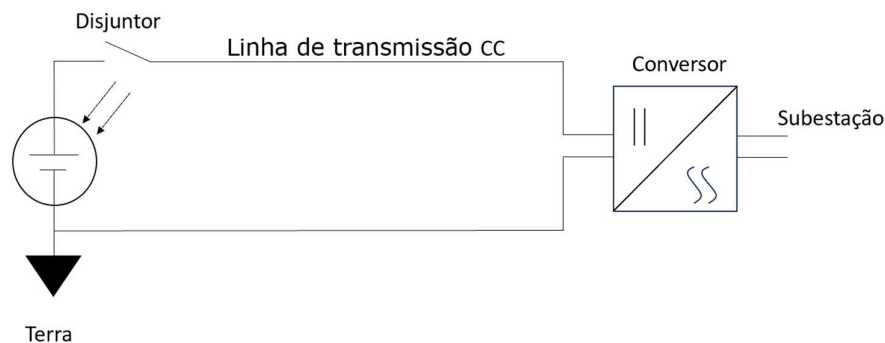 Disjuntor
Linha de transmissão CC
Conversor
Subestação
Terra